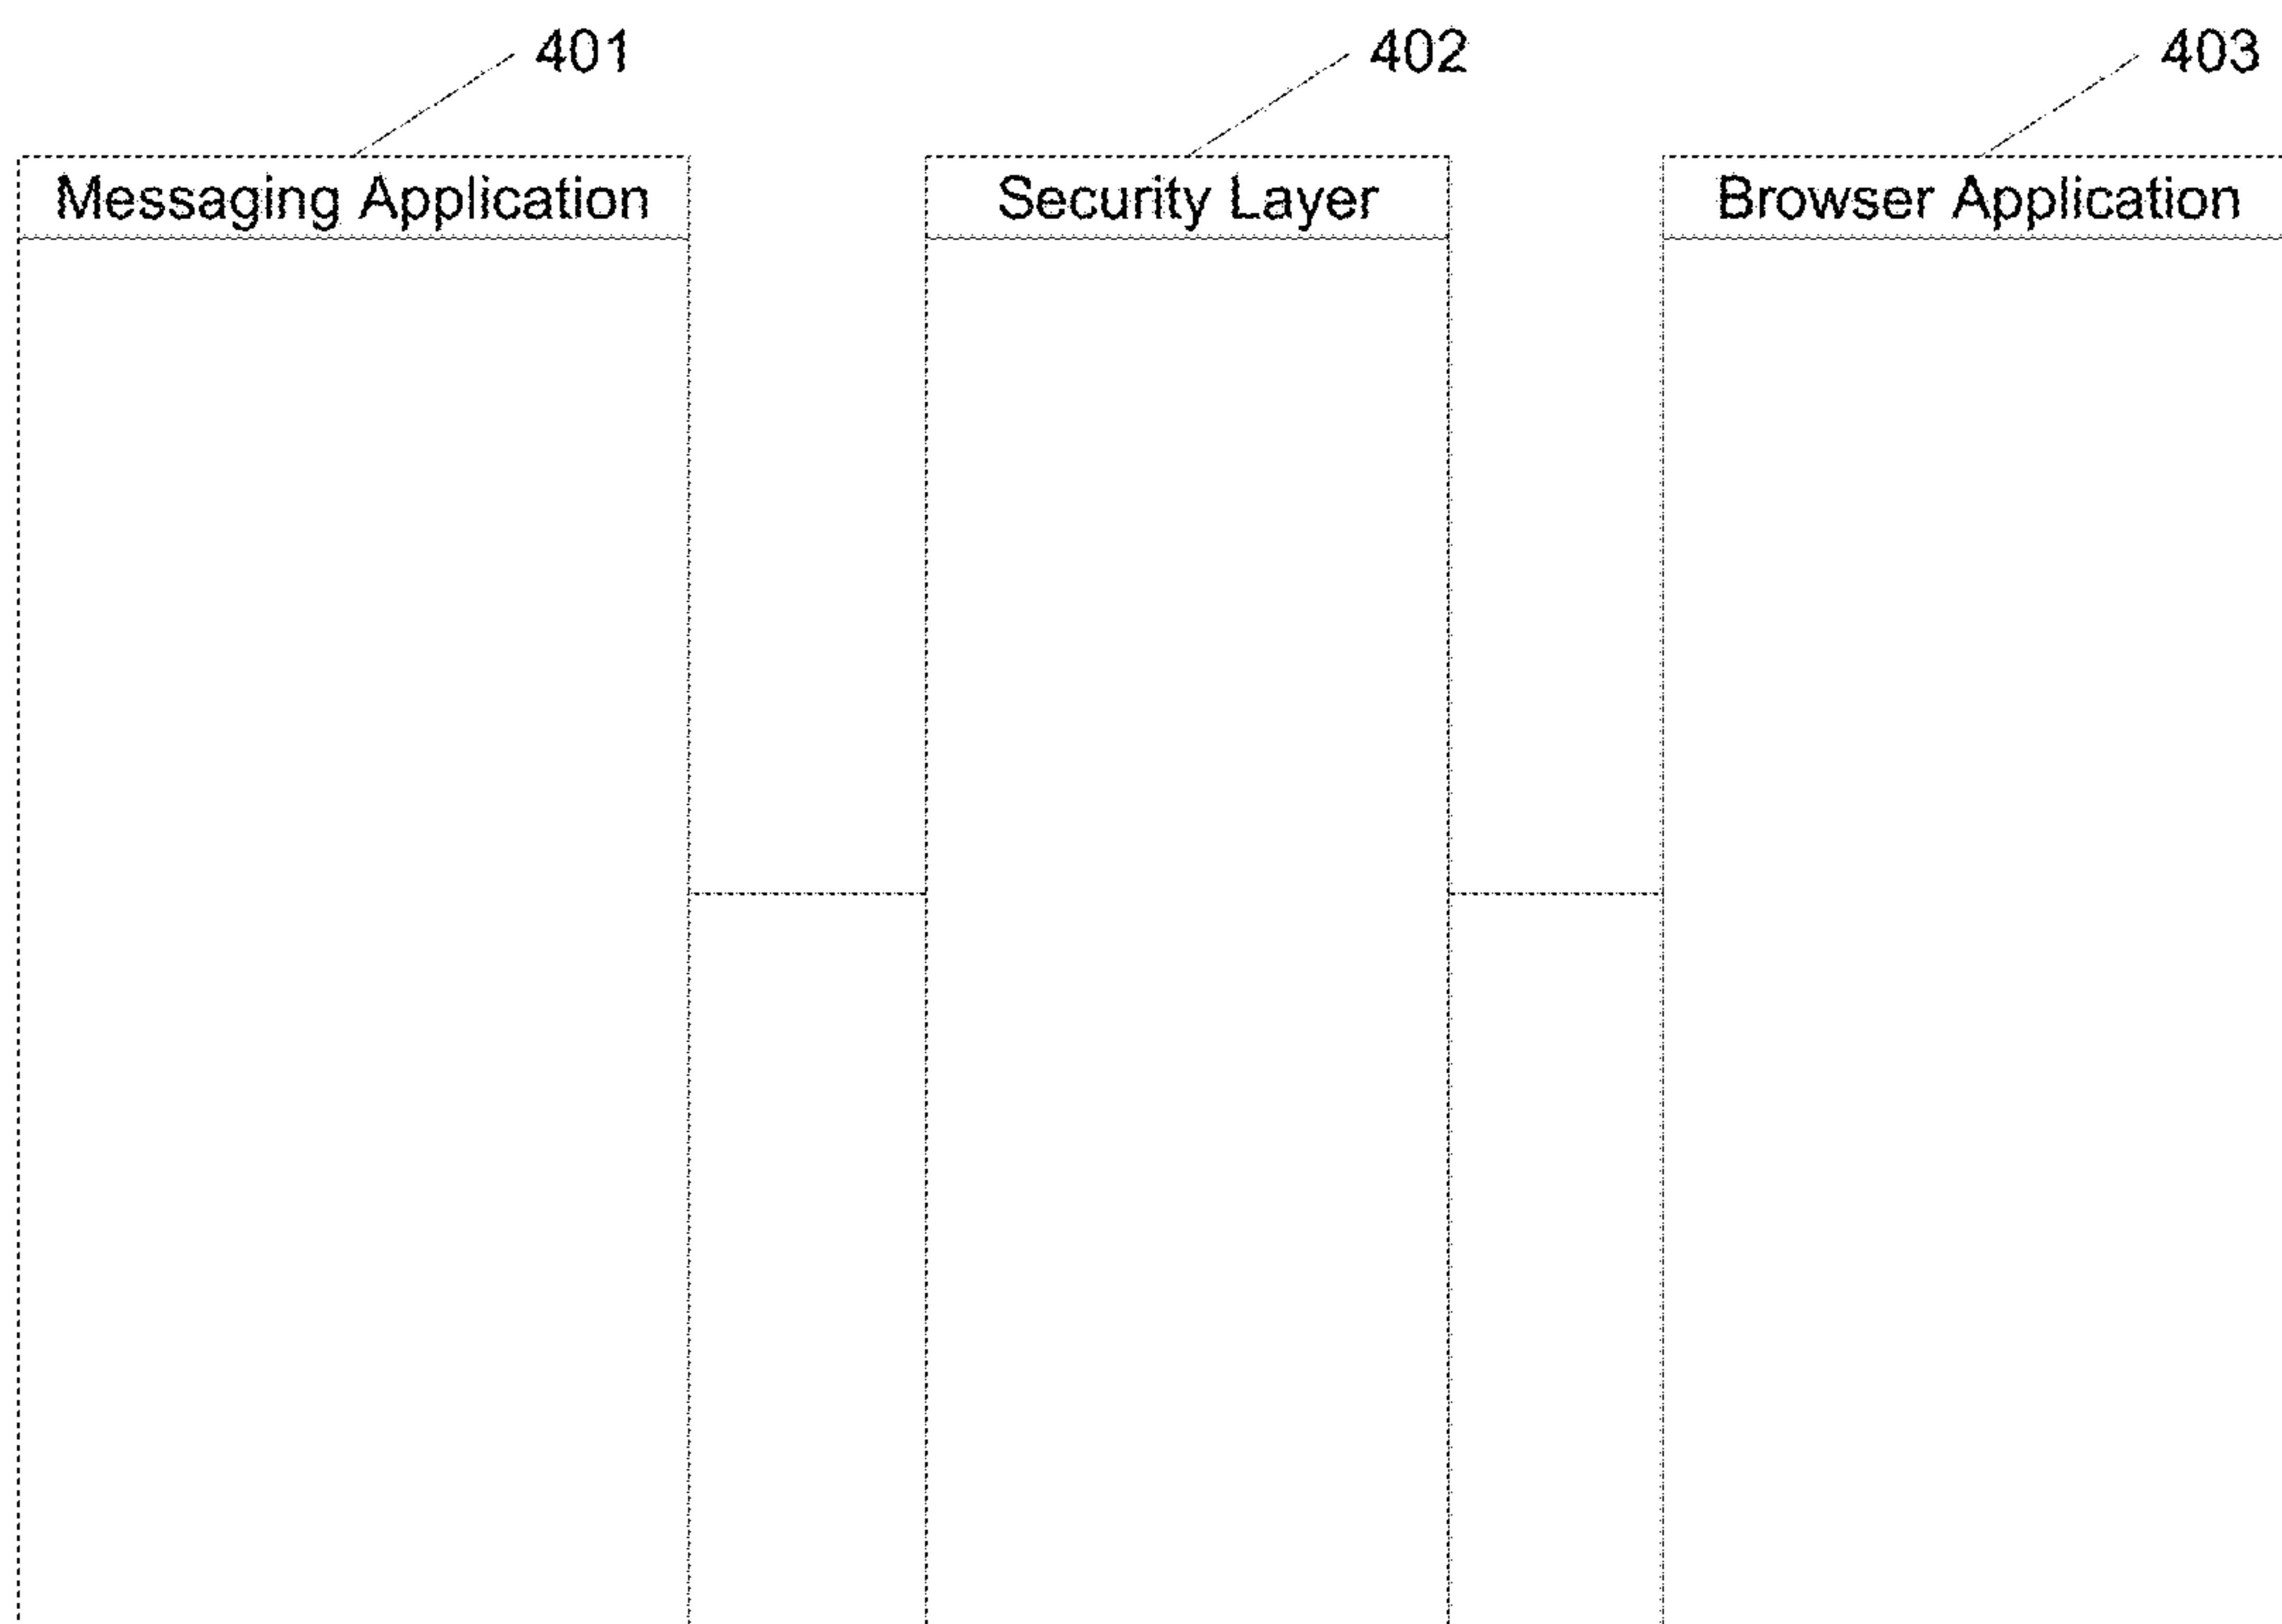 401
402
403
Messaging Application
Security Layer
Browser Application